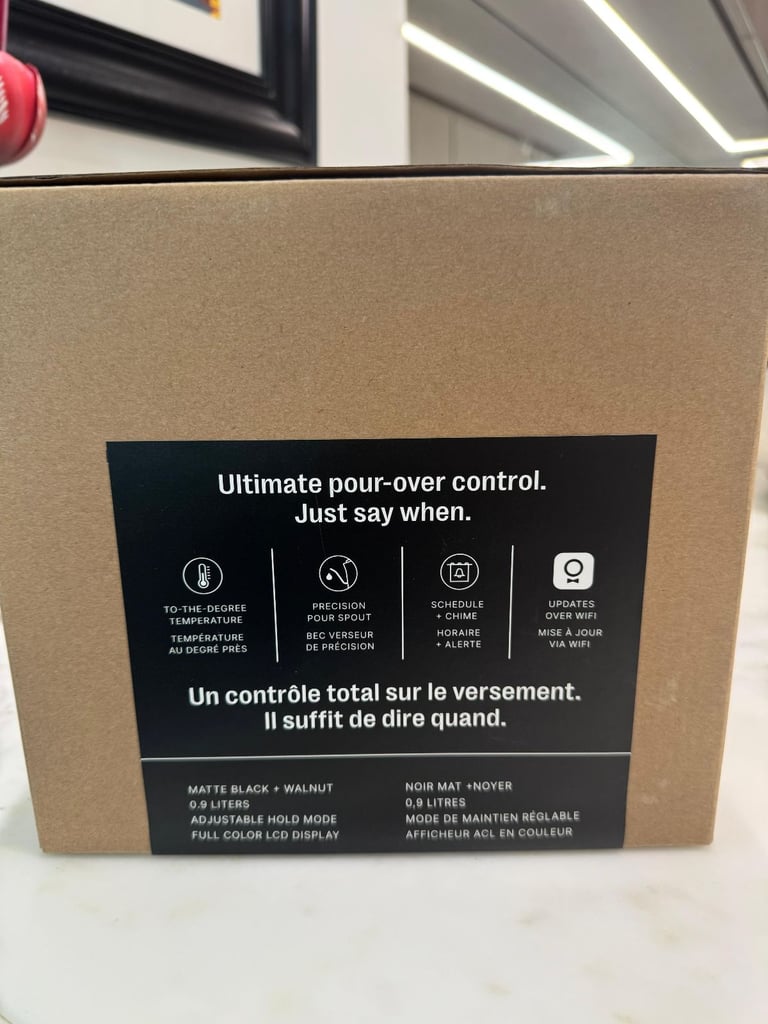 Ultimate pour-over control.
Just say when.
TO-THE-DEGREE
TEMPERATURE
TEMPÉRATURE
AU DEGRÉ PRÈS
PRECISION
POUR SPOUT
BEC VERSEUR
DE PRÉCISION
SCHEDULE
+ CHIME
HORAIRE
+ ALERTE
UPDATES
OVER WIFI
MISE À JOUR
VIA WIFI
Un contrôle total sur le versement.
Il suffit de dire quand.
MATTE BLACK + WALNUT
0.9 LITERS
ADJUSTABLE HOLD MODE
FULL COLOR LCD DISPLAY
NOIR MAT +NOYER
0,9 LITRES
MODE DE MAINTIEN RÉGLABLE
AFFICHEUR ACL EN COULEUR